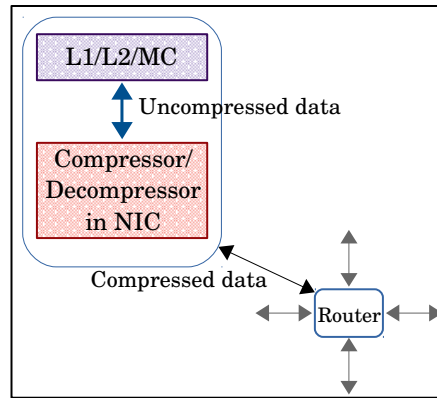 L1/L2/MC
Uncompressed data
Compressor/
Decompressor
in NIC
Compressed data
Router